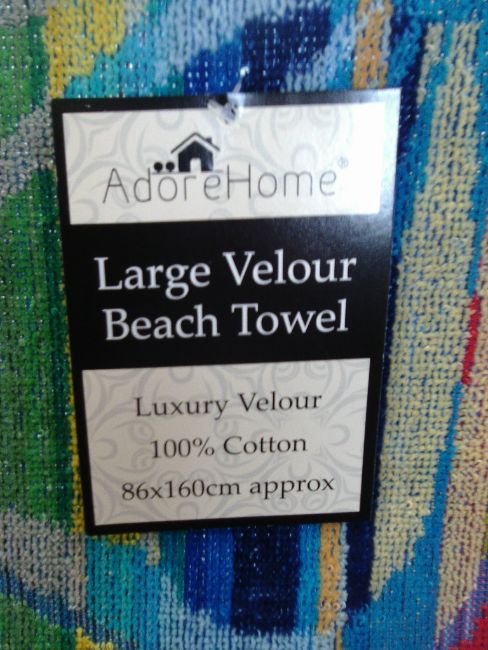 AdoreHome®
Large Velour
Beach Towel
Luxury Velour
100% Cotton
86x160cm approx